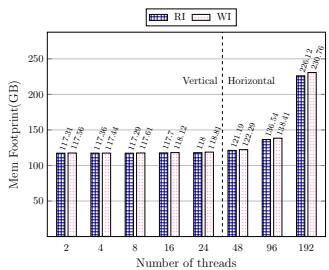 RI WI
Mem Footprint(GB)
250
200
150
100
50
Vertical Horizontal
117.31 117.56 117.36 117.44 117.29 117.61 117.7 118.12 118 118.81 121.19 122.29 136.54 138.41 226.12 230.76
2 4 8 16 24 48 96 192
Number of threads